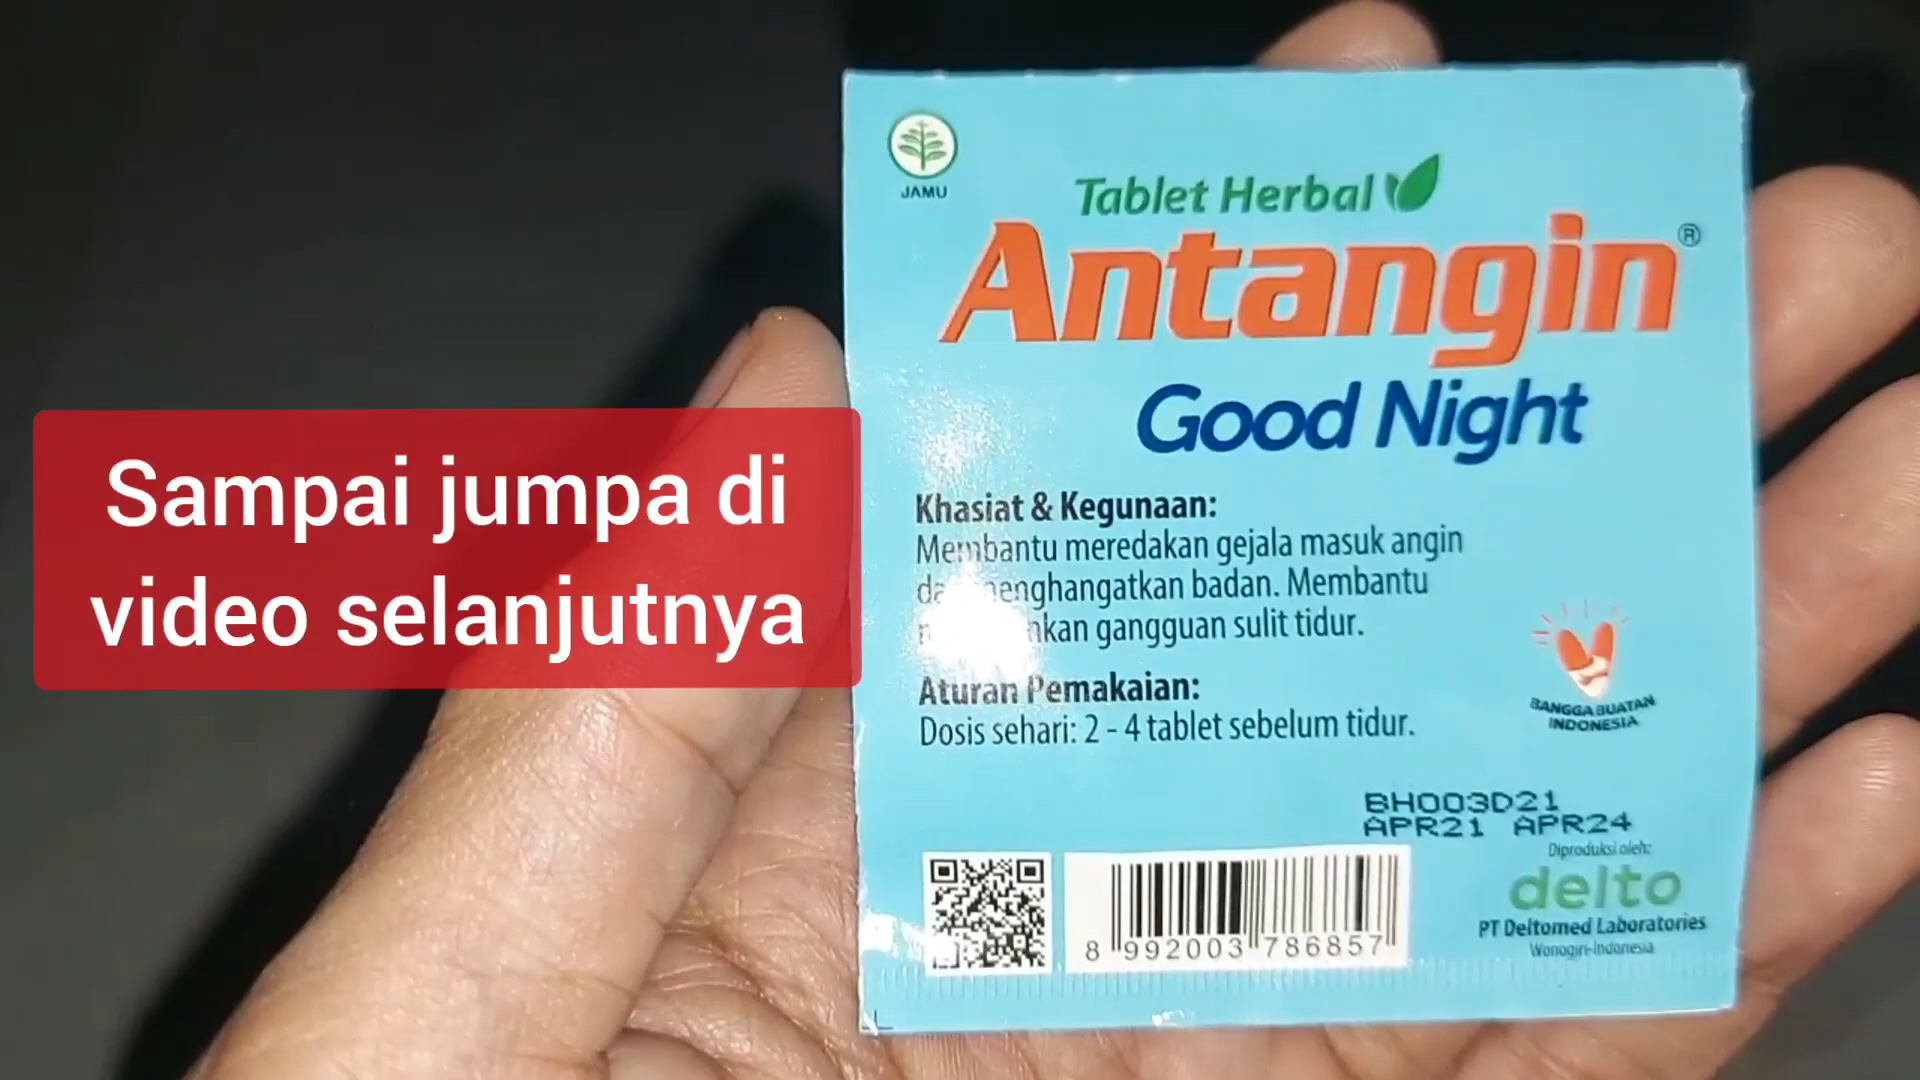 Sampai jumpa di
video selanjutnya
JAMU
Tablet Herbal
Antangin®
Good Night
Khasiat & Kegunaan:
Membantu meredakan gejala masuk angin
menghangatkan badan. Membantu
gangguan sulit tidur.
Aturan Pemakaian:
Dosis sehari: 2 - 4 tablet sebelum tidur.
BANGGA BUATAN
INDONESIA
BH003D21
APR21 APR24
Diproduksi oleh:
delto
PT Deltomed Laboratories
Wonogiri-Indonesia
8 992003 786857